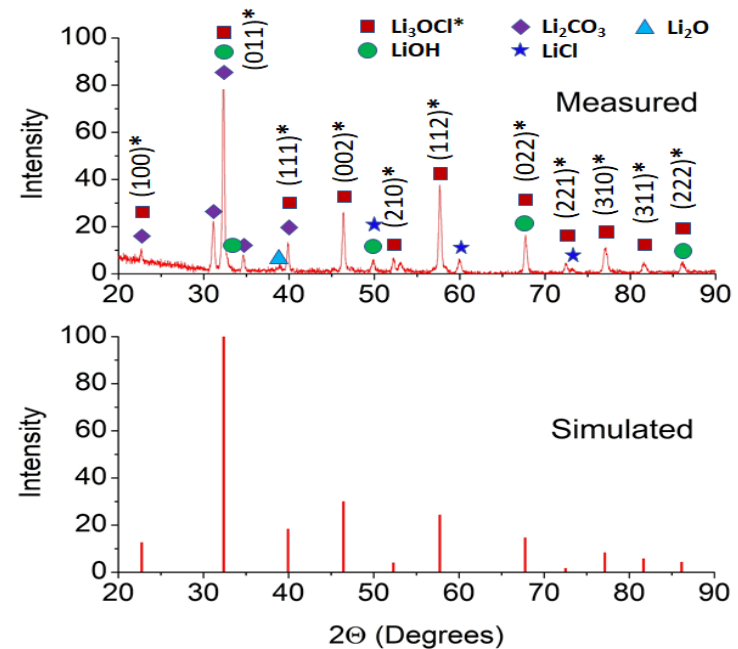 Li₃OCl* Li₂CO₃ Li₂O
LiOH LiCl
Measured
Intensity
100
80
60
40
20
0
(100)* (011)* (111)* (002)* (210)* (112)* (022)* (221)* (310)* (311)* (222)*
20 30 40 50 60 70 80 90
Simulated
Intensity
100
80
60
40
20
0
20 30 40 50 60 70 80 90
2Θ (Degrees)